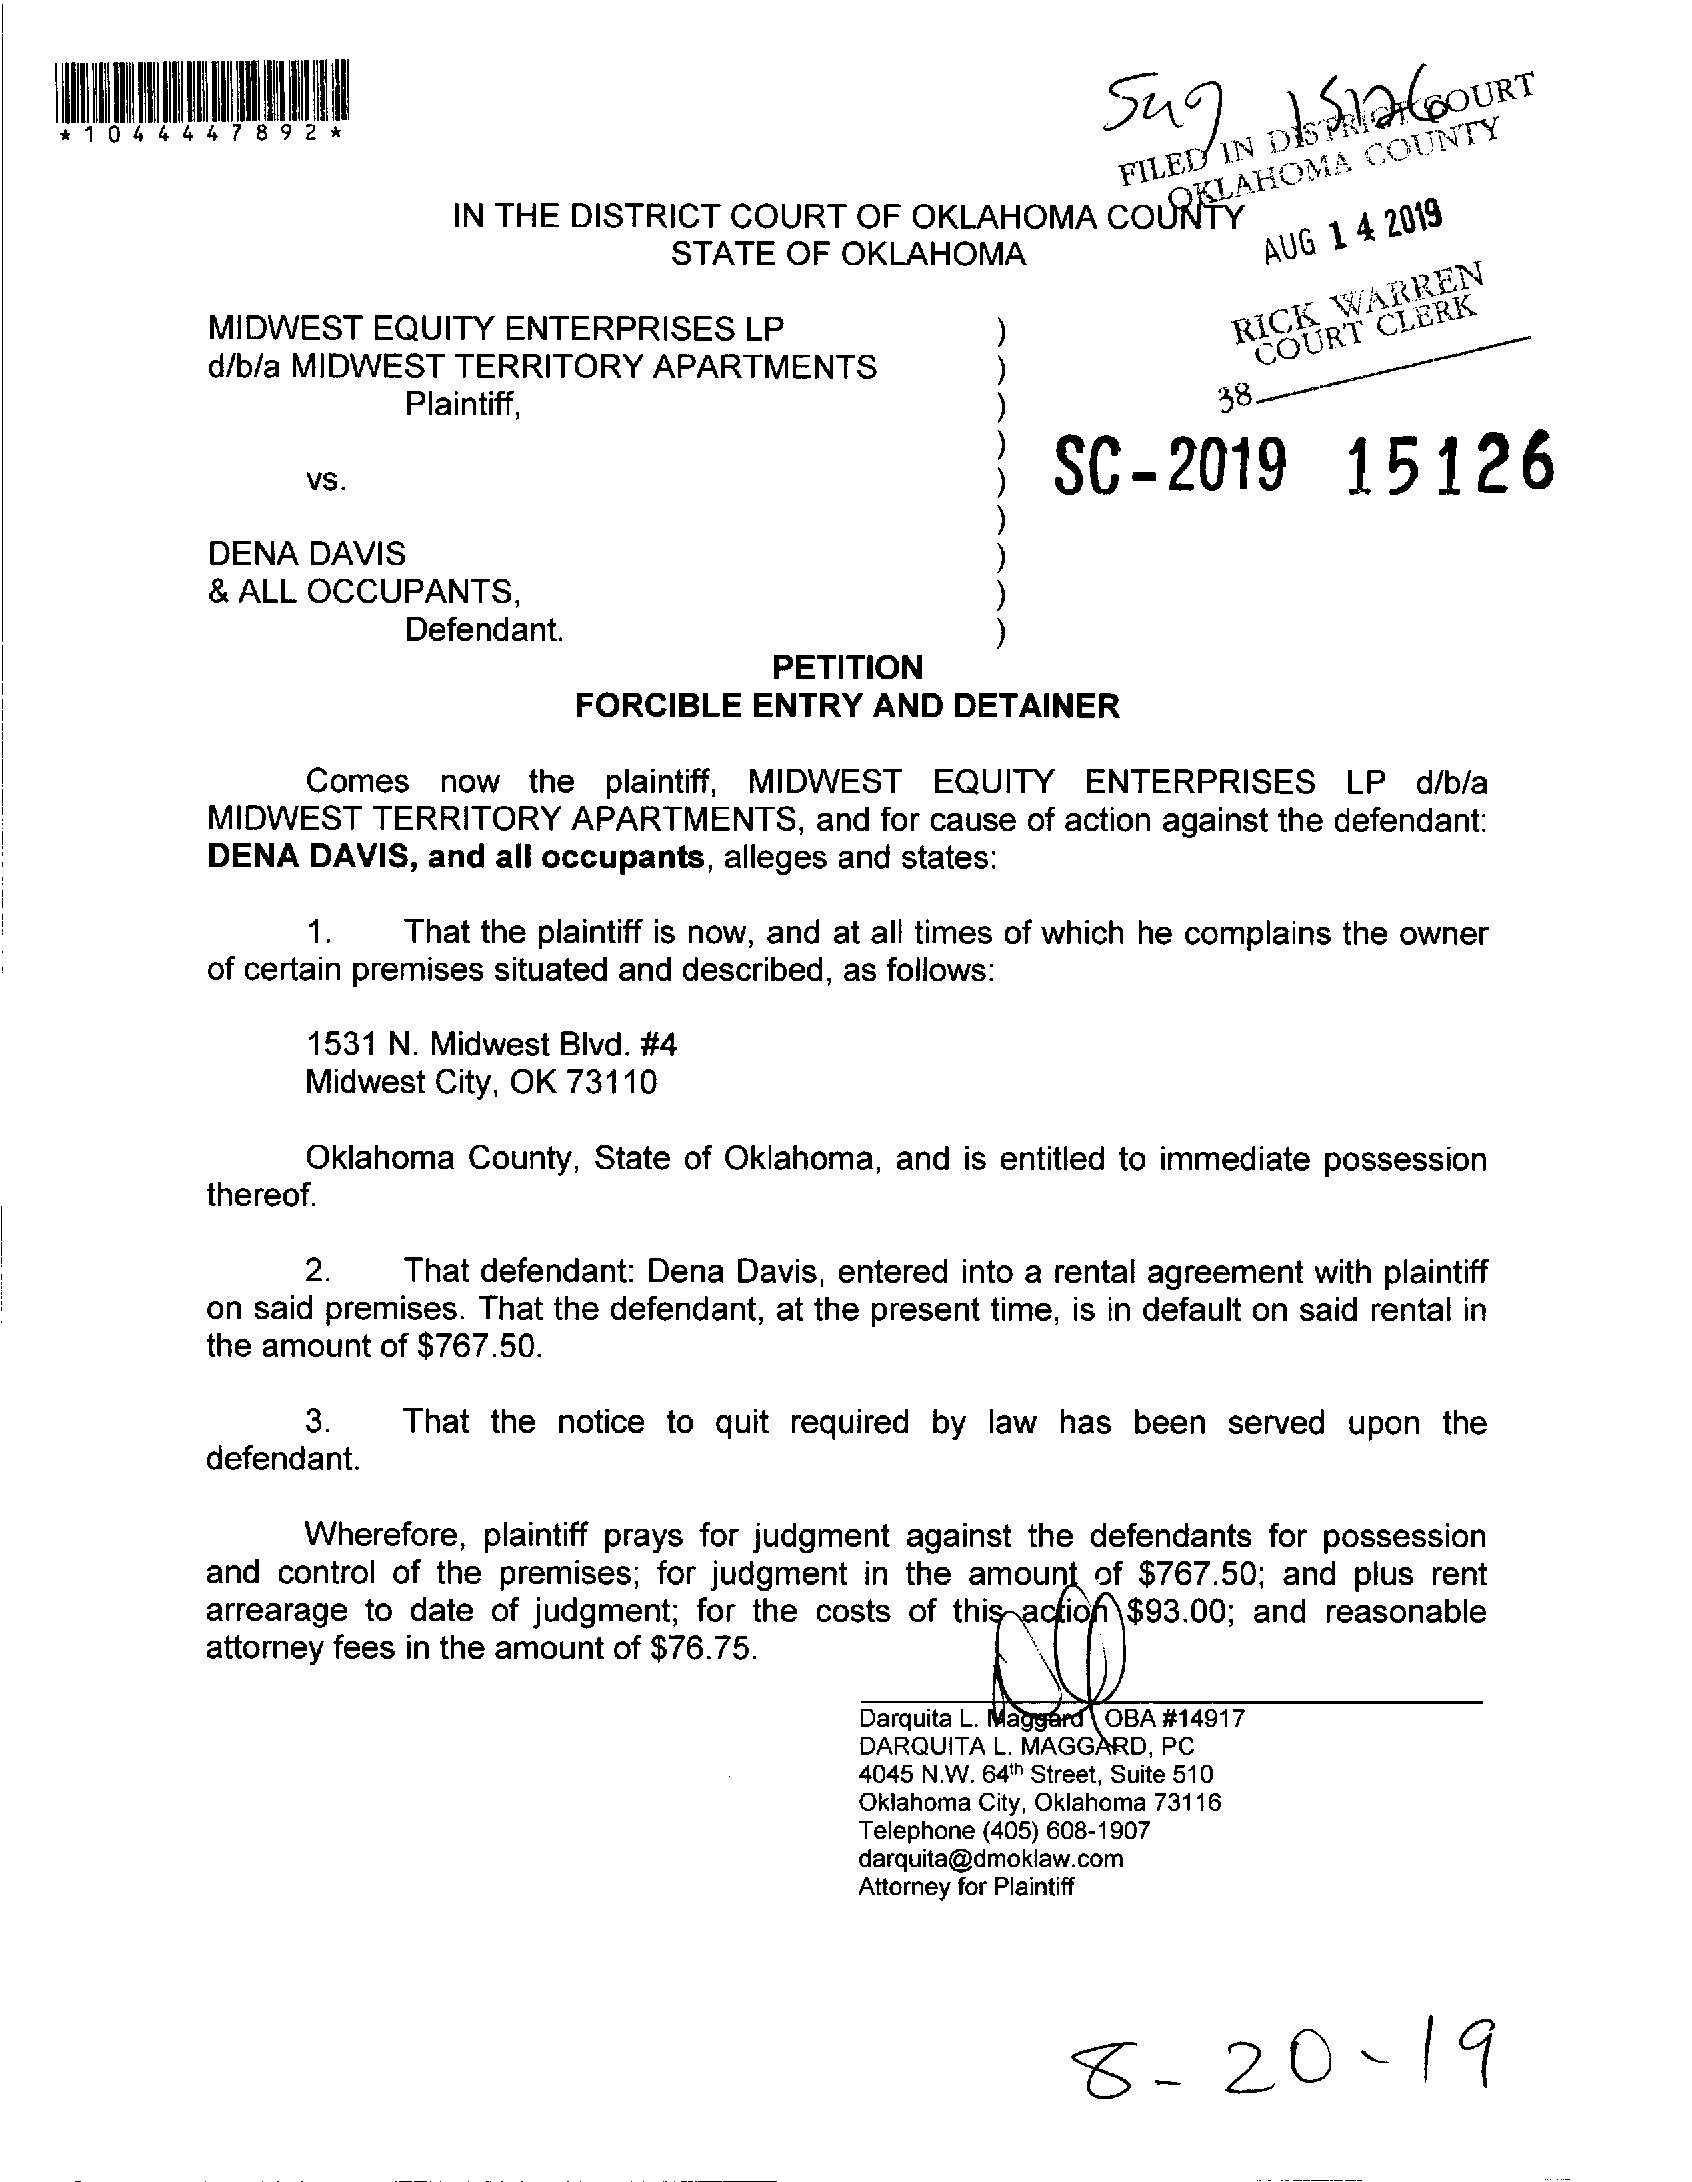 *1044447892*
15126
FILED IN DISTRICT COURT
OKLAHOMA COUNTY
AUG 14 2019
RICK WARREN
COURT CLERK
38
IN THE DISTRICT COURT OF OKLAHOMA COUNTY
STATE OF OKLAHOMA
MIDWEST EQUITY ENTERPRISES LP )
d/b/a MIDWEST TERRITORY APARTMENTS )
Plaintiff, )
)
vs. )
)
DENA DAVIS )
& ALL OCCUPANTS, )
Defendant. )
SC-2019 15126
PETITION
FORCIBLE ENTRY AND DETAINER
Comes now the plaintiff, MIDWEST EQUITY ENTERPRISES LP d/b/a
MIDWEST TERRITORY APARTMENTS, and for cause of action against the defendant:
DENA DAVIS, and all occupants, alleges and states:
1. That the plaintiff is now, and at all times of which he complains the owner
of certain premises situated and described, as follows:
1531 N. Midwest Blvd. #4
Midwest City, OK 73110
Oklahoma County, State of Oklahoma, and is entitled to immediate possession
thereof.
2. That defendant: Dena Davis, entered into a rental agreement with plaintiff
on said premises. That the defendant, at the present time, is in default on said rental in
the amount of $767.50.
3. That the notice to quit required by law has been served upon the
defendant.
Wherefore, plaintiff prays for judgment against the defendants for possession
and control of the premises; for judgment in the amount of $767.50; and plus rent
arrearage to date of judgment; for the costs of this action $93.00; and reasonable
attorney fees in the amount of $76.75.
Darquita L. Maggard OBA #14917
DARQUITA L. MAGGARD, PC
4045 N.W. 64th Street, Suite 510
Oklahoma City, Oklahoma 73116
Telephone (405) 608-1907
darquita@dmoklaw.com
Attorney for Plaintiff
8-20-19